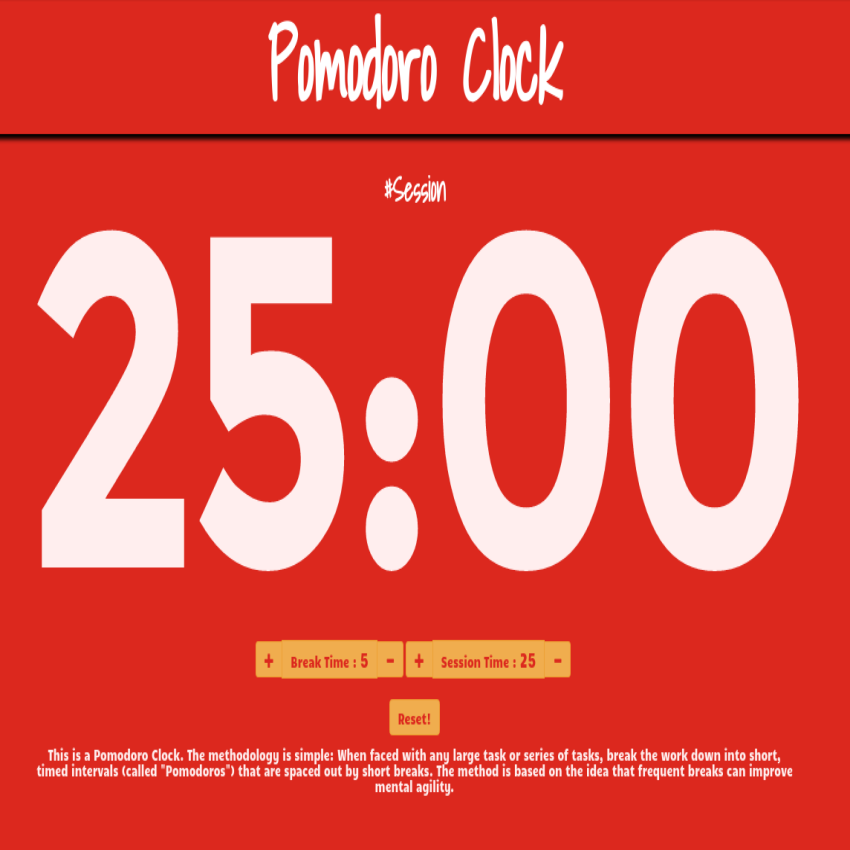 Pomodoro Clock
#Session
25:00
+ Break Time : 5 - + Session Time : 25 -
Reset!
This is a Pomodoro Clock. The methodology is simple: When faced with any large task or series of tasks, break the work down into short,
timed intervals (called "Pomodoros") that are spaced out by short breaks. The method is based on the idea that frequent breaks can improve
mental agility.